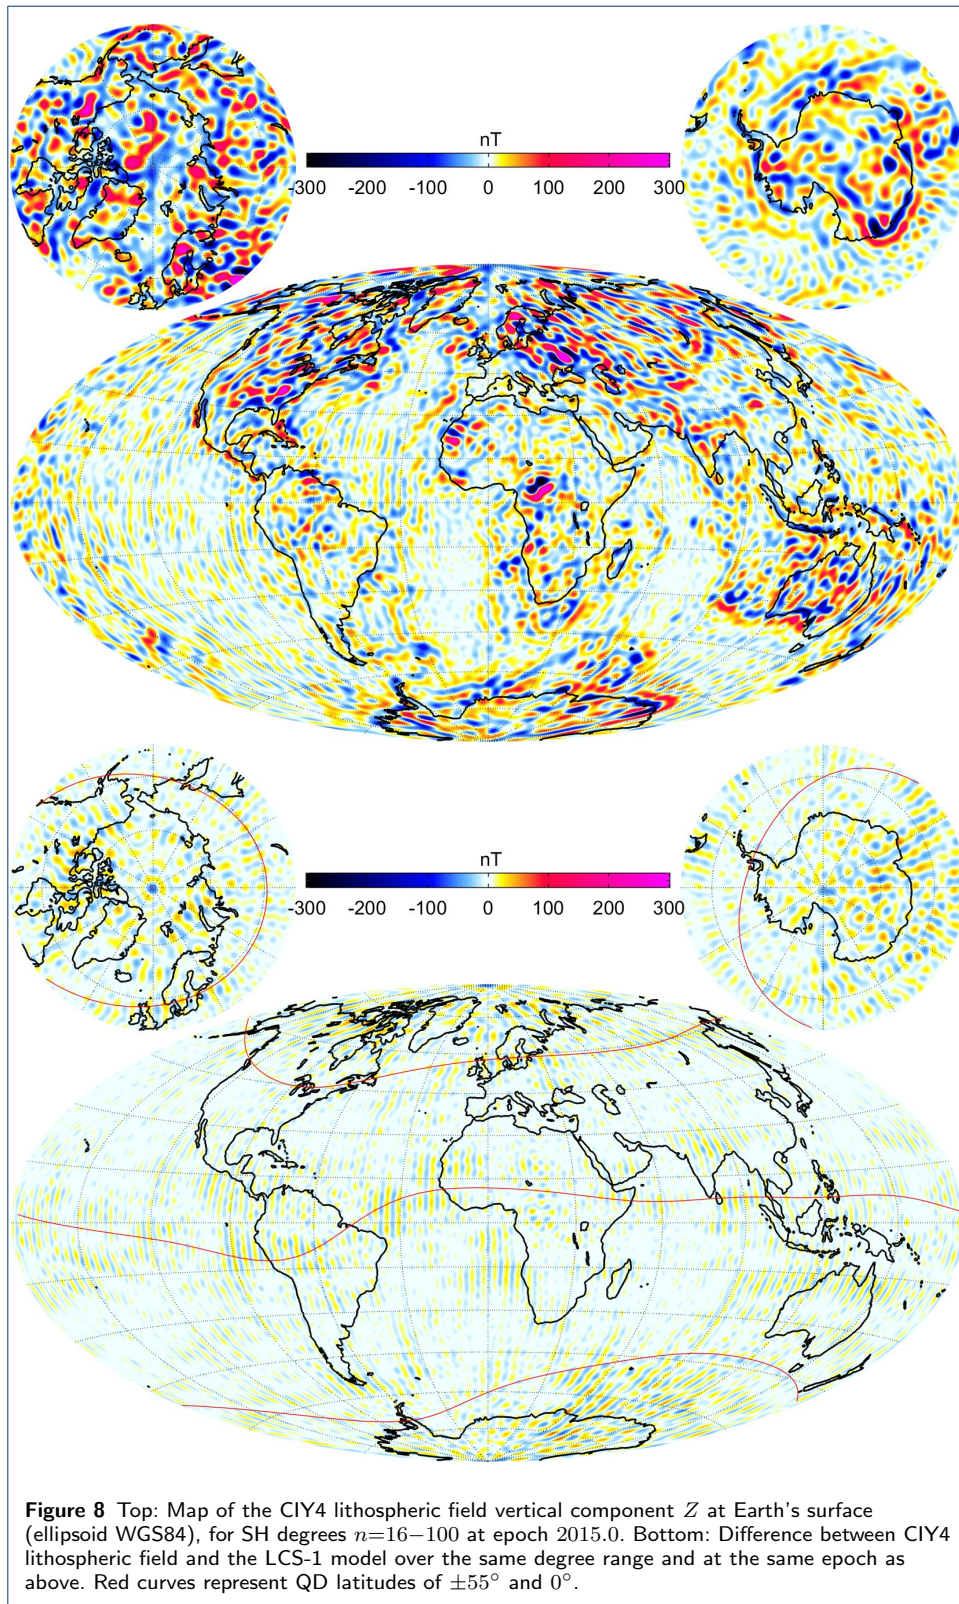 nT
-300 -200 -100 0 100 200 300
nT
-300 -200 -100 0 100 200 300
Figure 8 Top: Map of the CIY4 lithospheric field vertical component Z at Earth's surface
(ellipsoid WGS84), for SH degrees n=16−100 at epoch 2015.0. Bottom: Difference between CIY4
lithospheric field and the LCS-1 model over the same degree range and at the same epoch as
above. Red curves represent QD latitudes of ±55° and 0°.